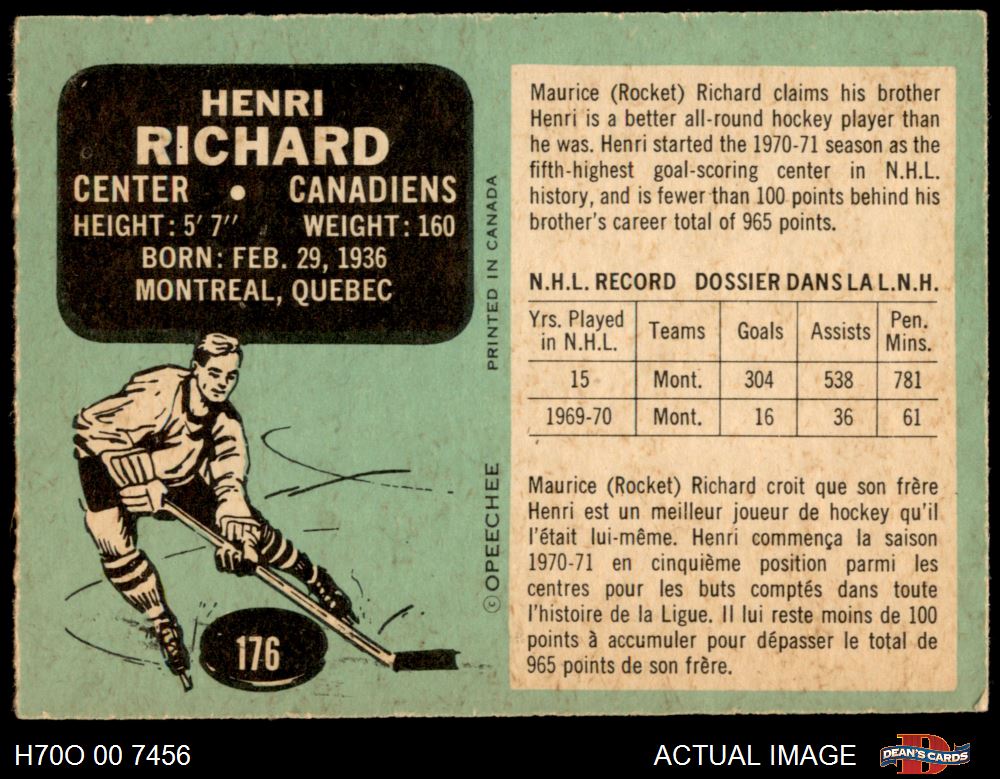 HENRI
RICHARD
CENTER • CANADIENS
HEIGHT: 5' 7" WEIGHT: 160
BORN: FEB. 29, 1936
MONTREAL, QUEBEC
176
PRINTED IN CANADA
© OPEECHEE
Maurice (Rocket) Richard claims his brother
Henri is a better all-round hockey player than
he was. Henri started the 1970-71 season as the
fifth-highest goal-scoring center in N.H.L.
history, and is fewer than 100 points behind his
brother's career total of 965 points.
N.H.L. RECORD DOSSIER DANS LA L.N.H.
Yrs. Played in N.H.L. Teams Goals Assists Pen. Mins.
15 Mont. 304 538 781
1969-70 Mont. 16 36 61
Maurice (Rocket) Richard croit que son frère
Henri est un meilleur joueur de hockey qu'il
l'était lui-même. Henri commença la saison
1970-71 en cinquième position parmi les
centres pour les buts comptés dans toute
l'histoire de la Ligue. Il lui reste moins de 100
points à accumuler pour dépasser le total de
965 points de son frère.
H70O 00 7456
ACTUAL IMAGE
D
DEAN'S CARDS